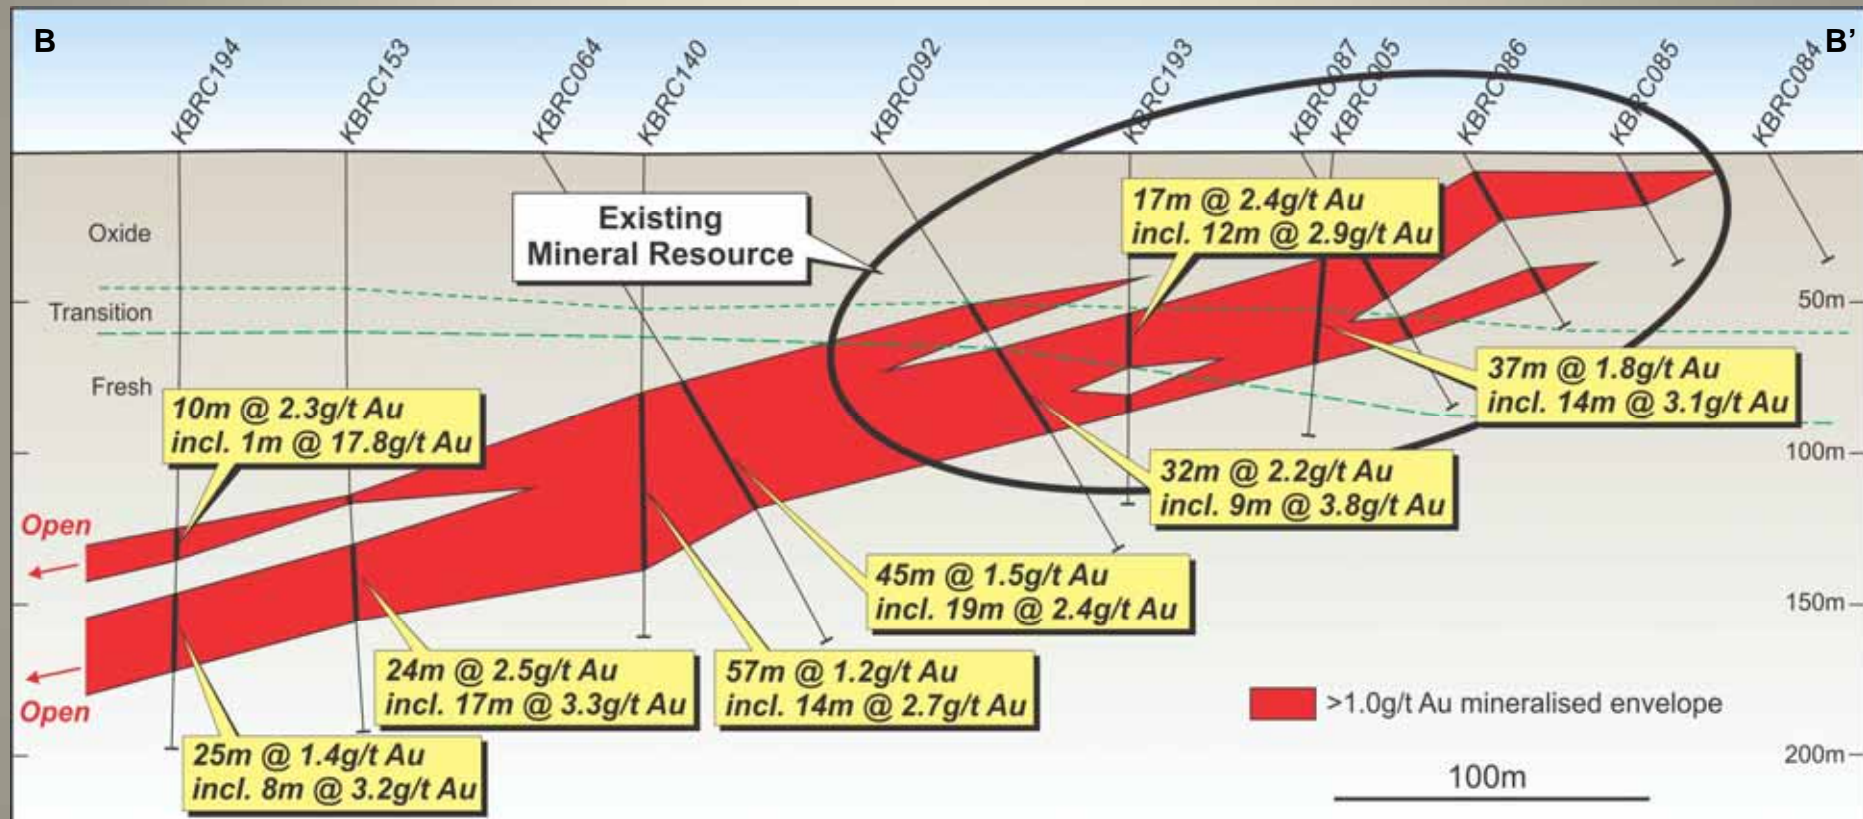 B
B'
KBRC194
KBRC153
KBRC064
KBRC140
KBRC092
KBRC193
KBRC087
KBRC005
KBRC086
KBRC085
KBRC084
Existing
Mineral Resource
17m @ 2.4g/t Au
incl. 12m @ 2.9g/t Au
Oxide
Transition
Fresh
50m
100m
150m
200m
37m @ 1.8g/t Au
incl. 14m @ 3.1g/t Au
10m @ 2.3g/t Au
incl. 1m @ 17.8g/t Au
32m @ 2.2g/t Au
incl. 9m @ 3.8g/t Au
Open
Open
45m @ 1.5g/t Au
incl. 19m @ 2.4g/t Au
24m @ 2.5g/t Au
incl. 17m @ 3.3g/t Au
57m @ 1.2g/t Au
incl. 14m @ 2.7g/t Au
25m @ 1.4g/t Au
incl. 8m @ 3.2g/t Au
>1.0g/t Au mineralised envelope
100m